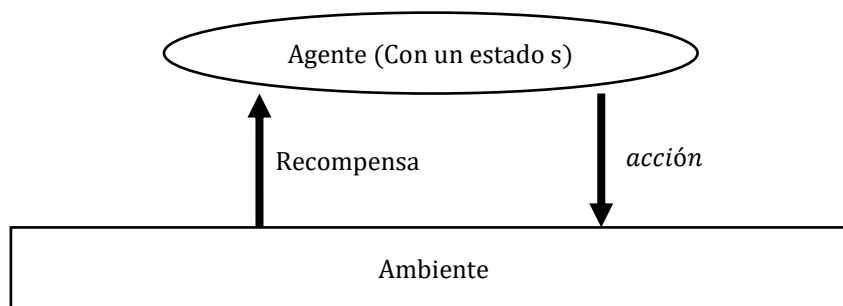 Agente (Con un estado s)
Recompensa
acción
Ambiente